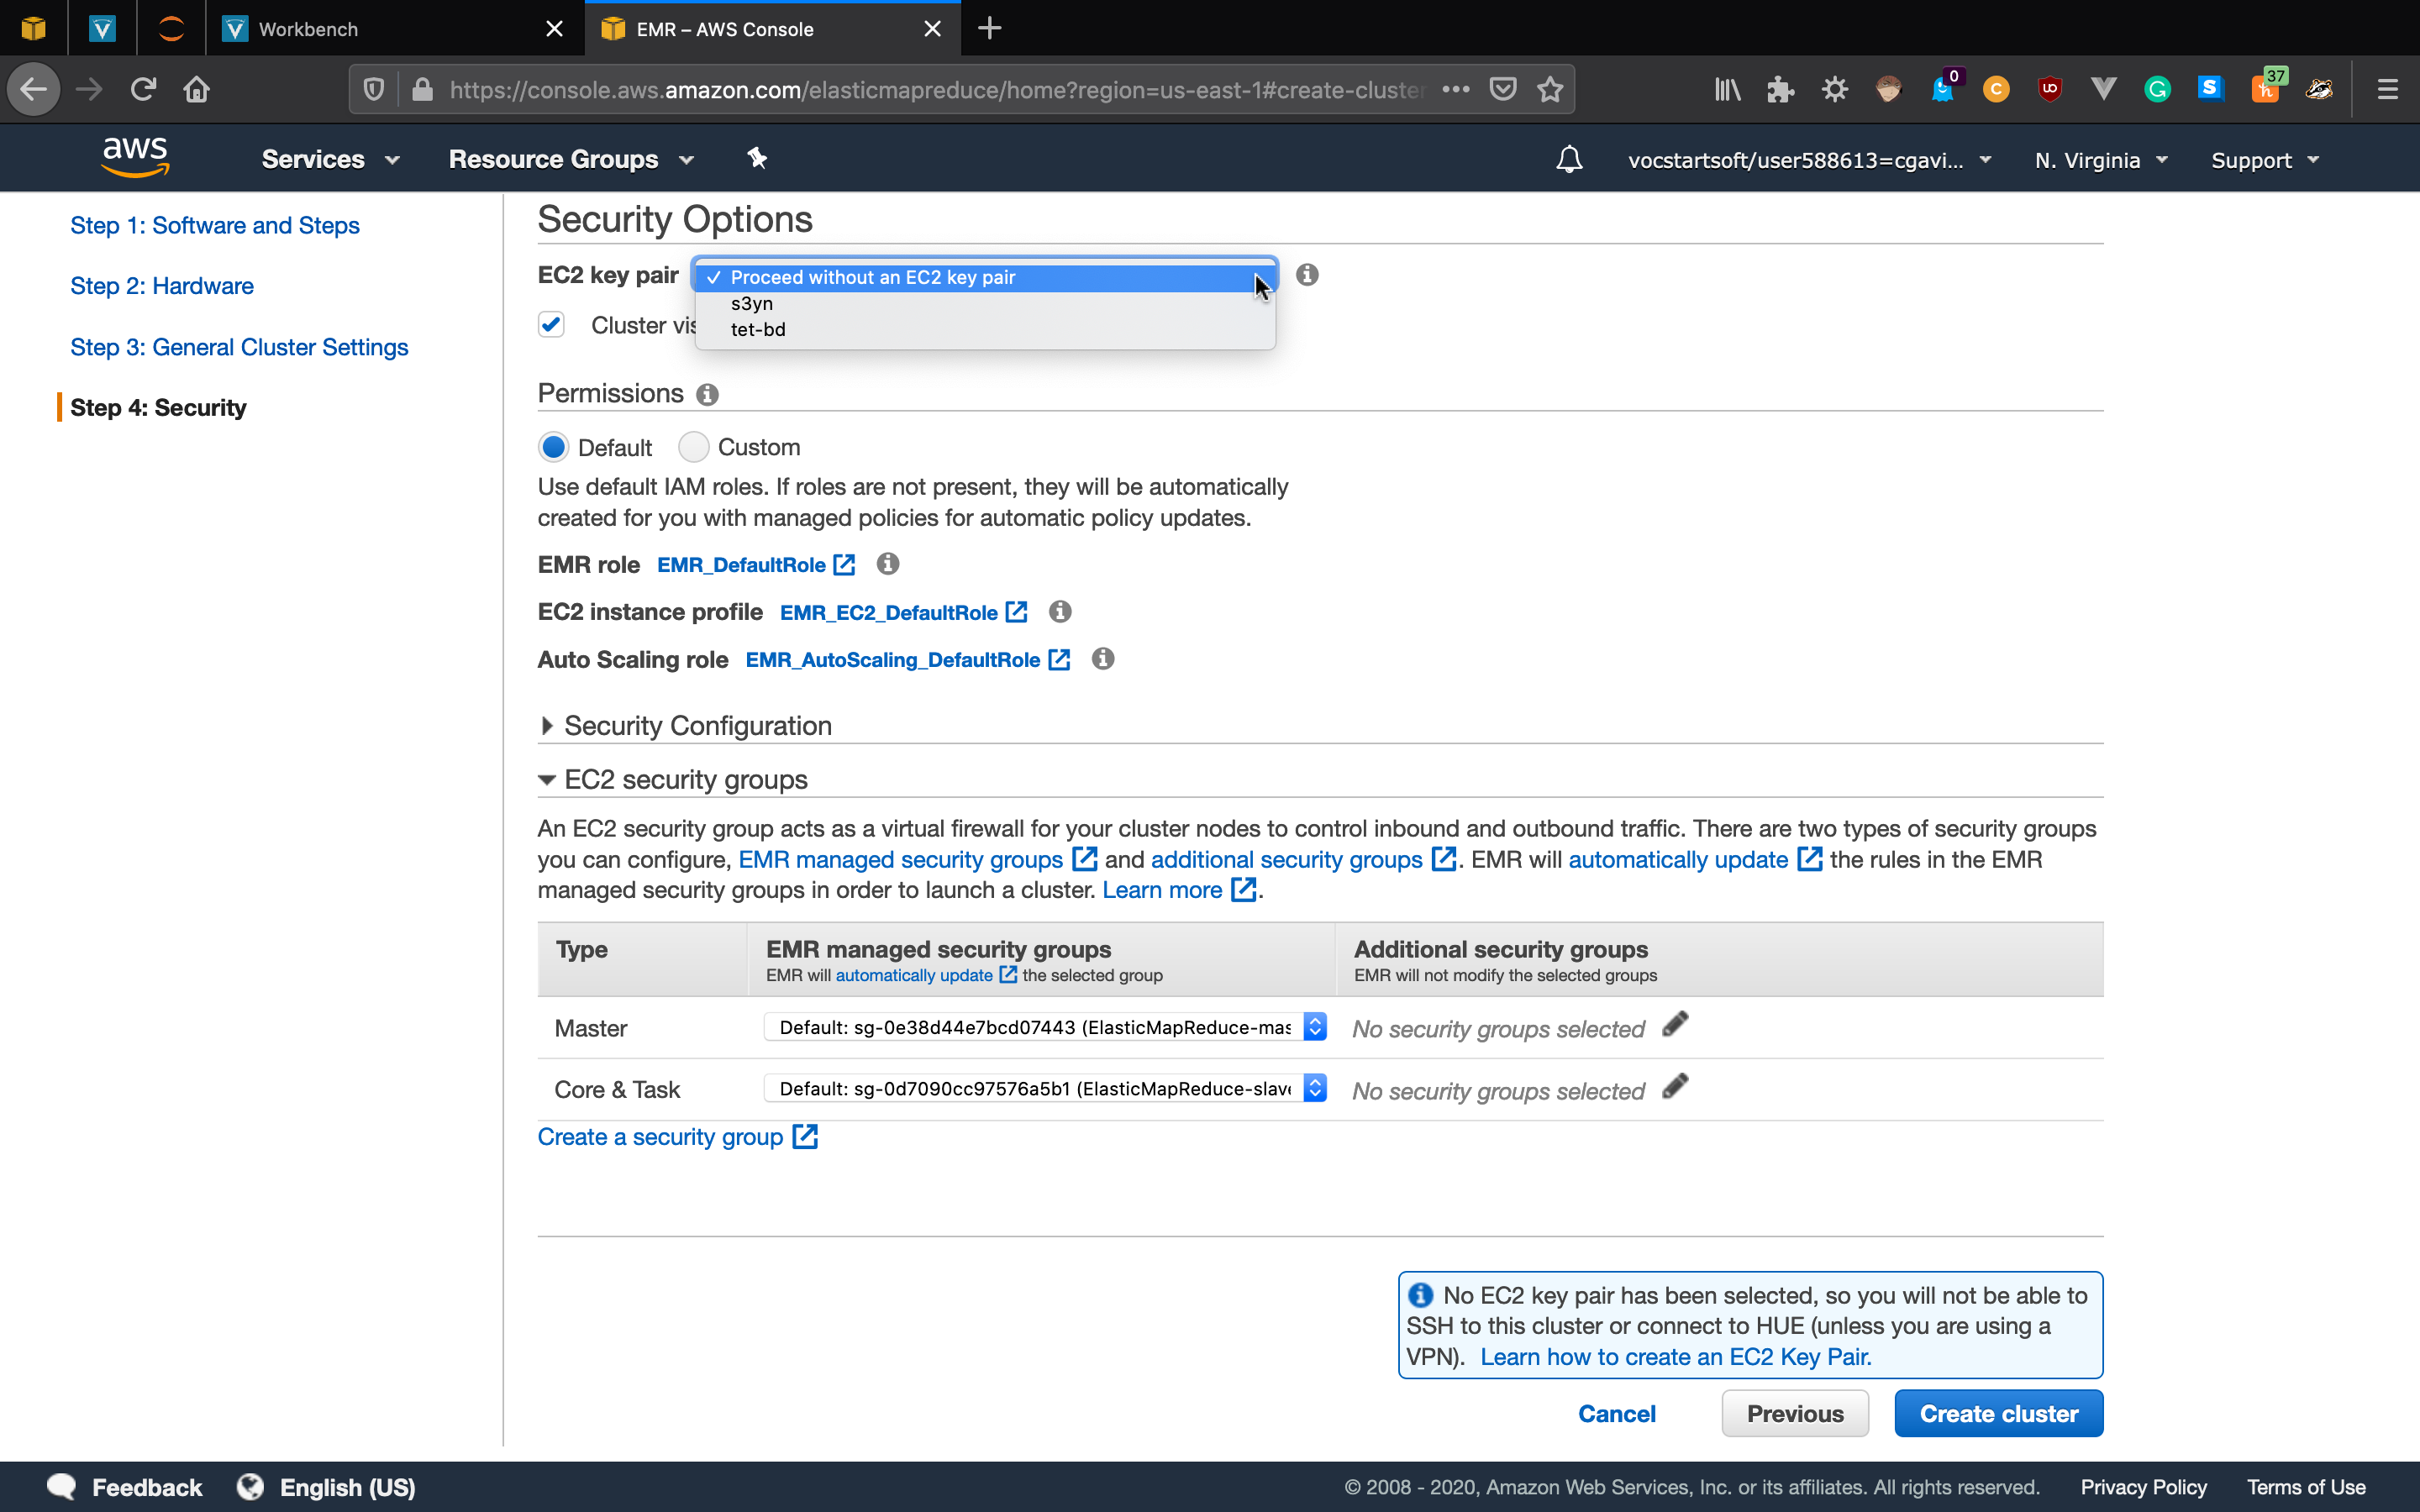 Workbench
EMR – AWS Console
https://console.aws.amazon.com/elasticmapreduce/home?region=us-east-1#create-cluster
0
37
aws
Services
Resource Groups
vocstartsoft/user588613=cgavi...
N. Virginia
Support
Step 1: Software and Steps
Step 2: Hardware
Step 3: General Cluster Settings
Step 4: Security
Security Options
EC2 key pair
✓ Proceed without an EC2 key pair
s3yn
tet-bd
Cluster vis
Permissions
Default
Custom
Use default IAM roles. If roles are not present, they will be automatically
created for you with managed policies for automatic policy updates.
EMR role EMR_DefaultRole
EC2 instance profile EMR_EC2_DefaultRole
Auto Scaling role EMR_AutoScaling_DefaultRole
Security Configuration
EC2 security groups
An EC2 security group acts as a virtual firewall for your cluster nodes to control inbound and outbound traffic. There are two types of security groups
you can configure, EMR managed security groups and additional security groups . EMR will automatically update the rules in the EMR
managed security groups in order to launch a cluster. Learn more .
Type
EMR managed security groups
EMR will automatically update the selected group
Additional security groups
EMR will not modify the selected groups
Master
Default: sg-0e38d44e7bcd07443 (ElasticMapReduce-mas
No security groups selected
Core & Task
Default: sg-0d7090cc97576a5b1 (ElasticMapReduce-slav
No security groups selected
Create a security group
No EC2 key pair has been selected, so you will not be able to
SSH to this cluster or connect to HUE (unless you are using a
VPN). Learn how to create an EC2 Key Pair.
Cancel
Previous
Create cluster
Feedback
English (US)
© 2008 - 2020, Amazon Web Services, Inc. or its affiliates. All rights reserved.
Privacy Policy
Terms of Use